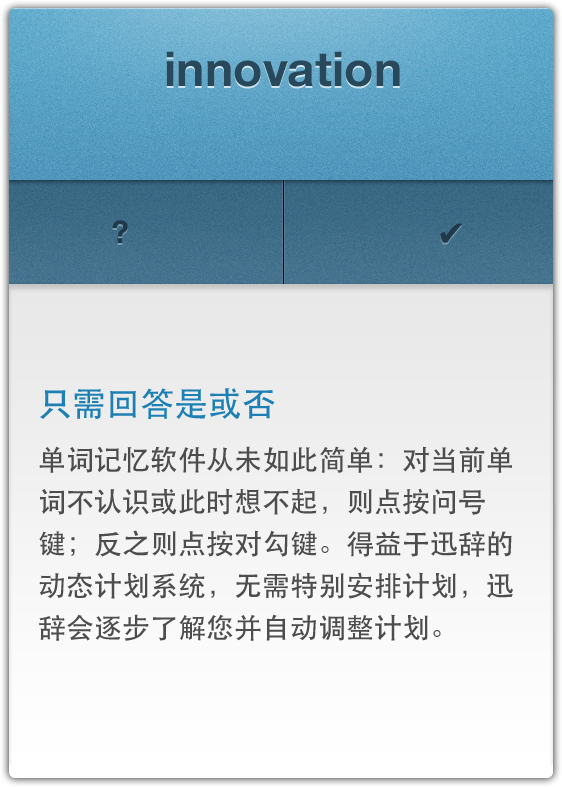 innovation
? ✔
只需回答是或否
单词记忆软件从未如此简单：对当前单
词不认识或此时想不起，则点按问号
键；反之则点按对勾键。得益于迅辞的
动态计划系统，无需特别安排计划，迅
辞会逐步了解您并自动调整计划。